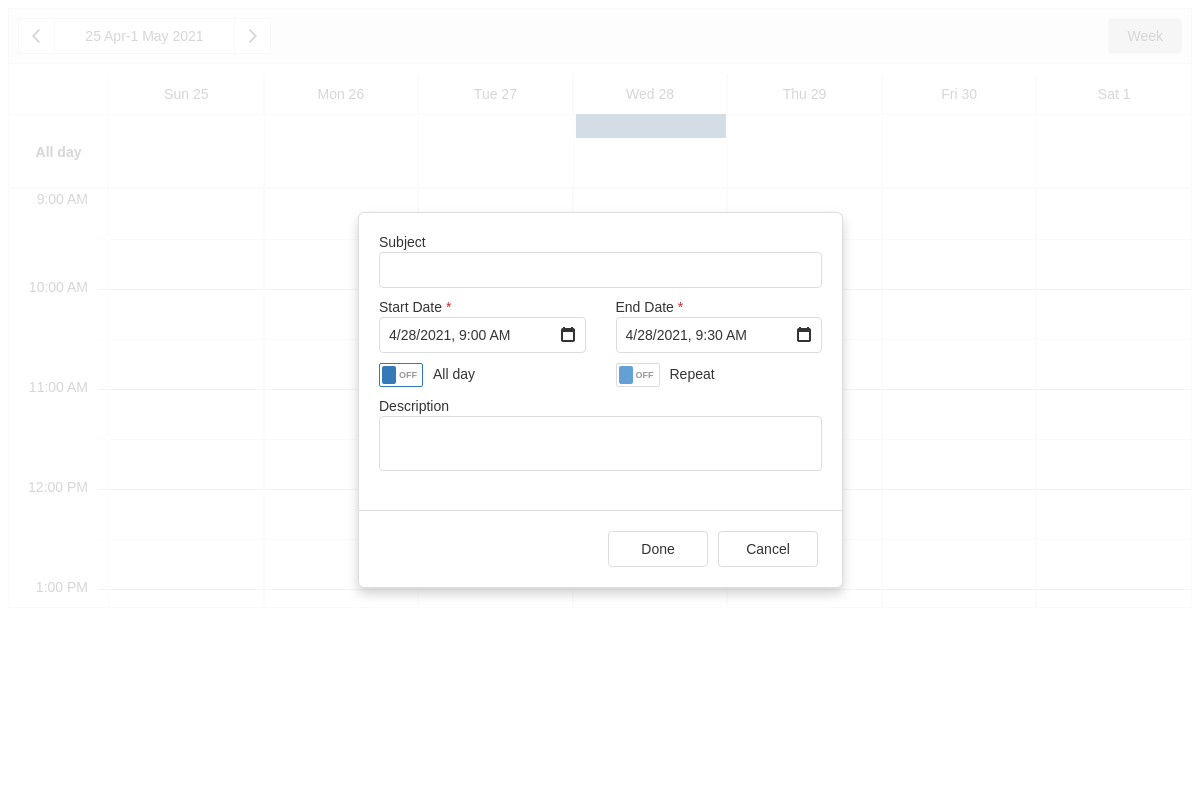 25 Apr-1 May 2021
Week
Sun 25 Mon 26 Tue 27 Wed 28 Thu 29 Fri 30 Sat 1
All day
9:00 AM
10:00 AM
11:00 AM
12:00 PM
1:00 PM
Subject
Start Date * End Date *
4/28/2021, 9:00 AM 4/28/2021, 9:30 AM
OFF All day OFF Repeat
Description
Done Cancel